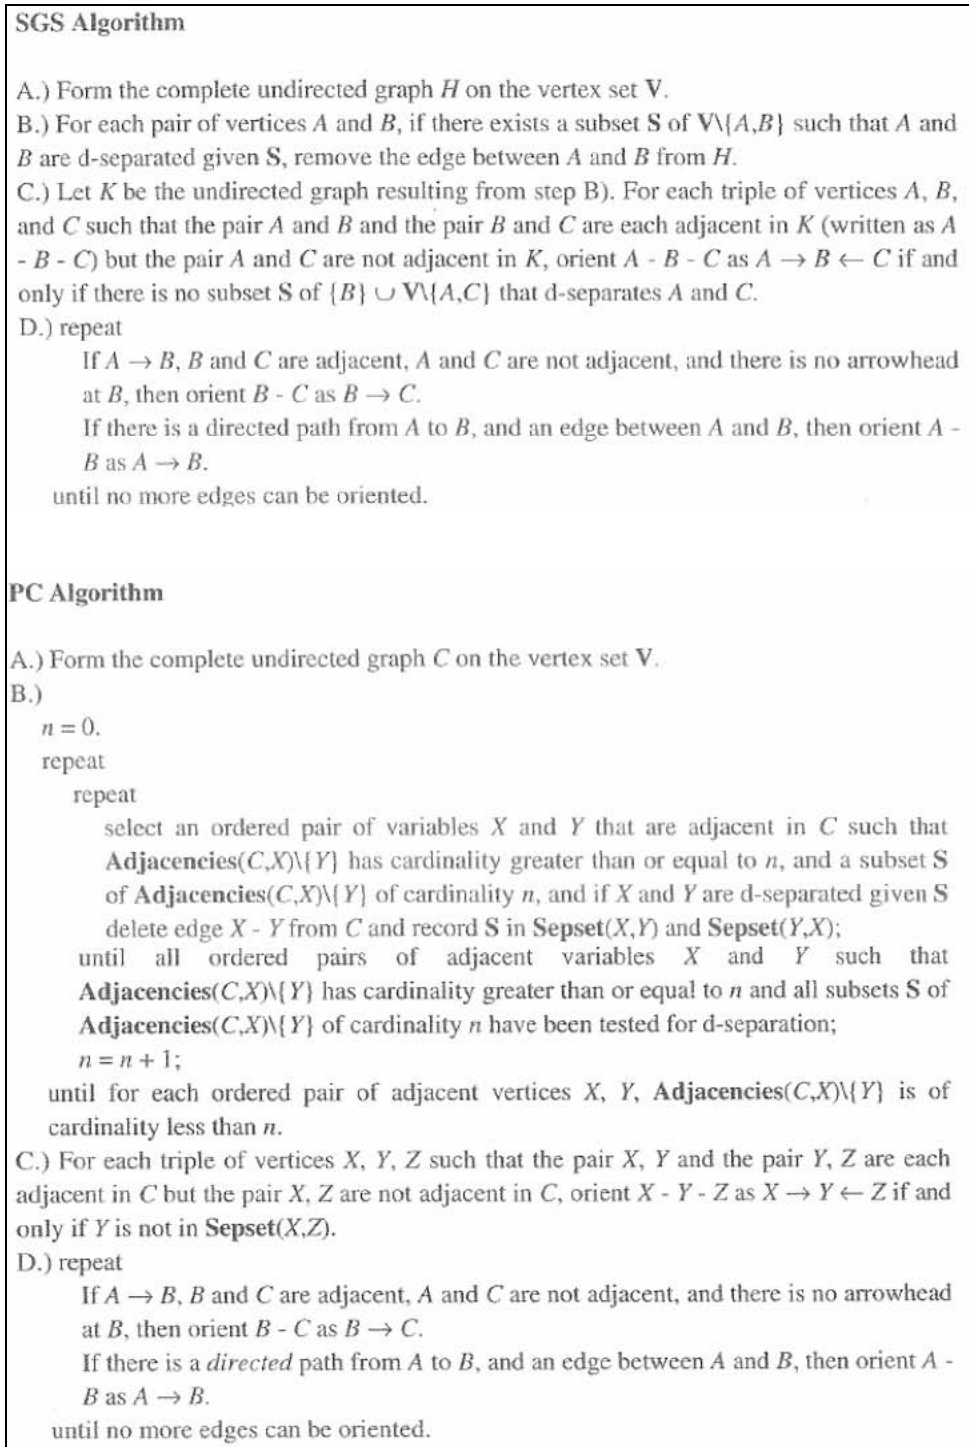 SGS Algorithm
A.) Form the complete undirected graph H on the vertex set V.
B.) For each pair of vertices A and B, if there exists a subset S of V\{A,B} such that A and
B are d-separated given S, remove the edge between A and B from H.
C.) Let K be the undirected graph resulting from step B). For each triple of vertices A, B,
and C such that the pair A and B and the pair B and C are each adjacent in K (written as A
- B - C) but the pair A and C are not adjacent in K, orient A - B - C as A → B ← C if and
only if there is no subset S of {B} ∪ V\{A,C} that d-separates A and C.
D.) repeat
If A → B, B and C are adjacent, A and C are not adjacent, and there is no arrowhead
at B, then orient B - C as B → C.
If there is a directed path from A to B, and an edge between A and B, then orient A -
B as A → B.
until no more edges can be oriented.
PC Algorithm
A.) Form the complete undirected graph C on the vertex set V.
B.)
n = 0.
repeat
repeat
select an ordered pair of variables X and Y that are adjacent in C such that
Adjacencies(C,X)\{Y} has cardinality greater than or equal to n, and a subset S
of Adjacencies(C,X)\{Y} of cardinality n, and if X and Y are d-separated given S
delete edge X - Y from C and record S in Sepset(X,Y) and Sepset(Y,X);
until all ordered pairs of adjacent variables X and Y such that
Adjacencies(C,X)\{Y} has cardinality greater than or equal to n and all subsets S of
Adjacencies(C,X)\{Y} of cardinality n have been tested for d-separation;
n = n + 1;
until for each ordered pair of adjacent vertices X, Y, Adjacencies(C,X)\{Y} is of
cardinality less than n.
C.) For each triple of vertices X, Y, Z such that the pair X, Y and the pair Y, Z are each
adjacent in C but the pair X, Z are not adjacent in C, orient X - Y - Z as X → Y ← Z if and
only if Y is not in Sepset(X,Z).
D.) repeat
If A → B, B and C are adjacent, A and C are not adjacent, and there is no arrowhead
at B, then orient B - C as B → C.
If there is a directed path from A to B, and an edge between A and B, then orient A -
B as A → B.
until no more edges can be oriented.